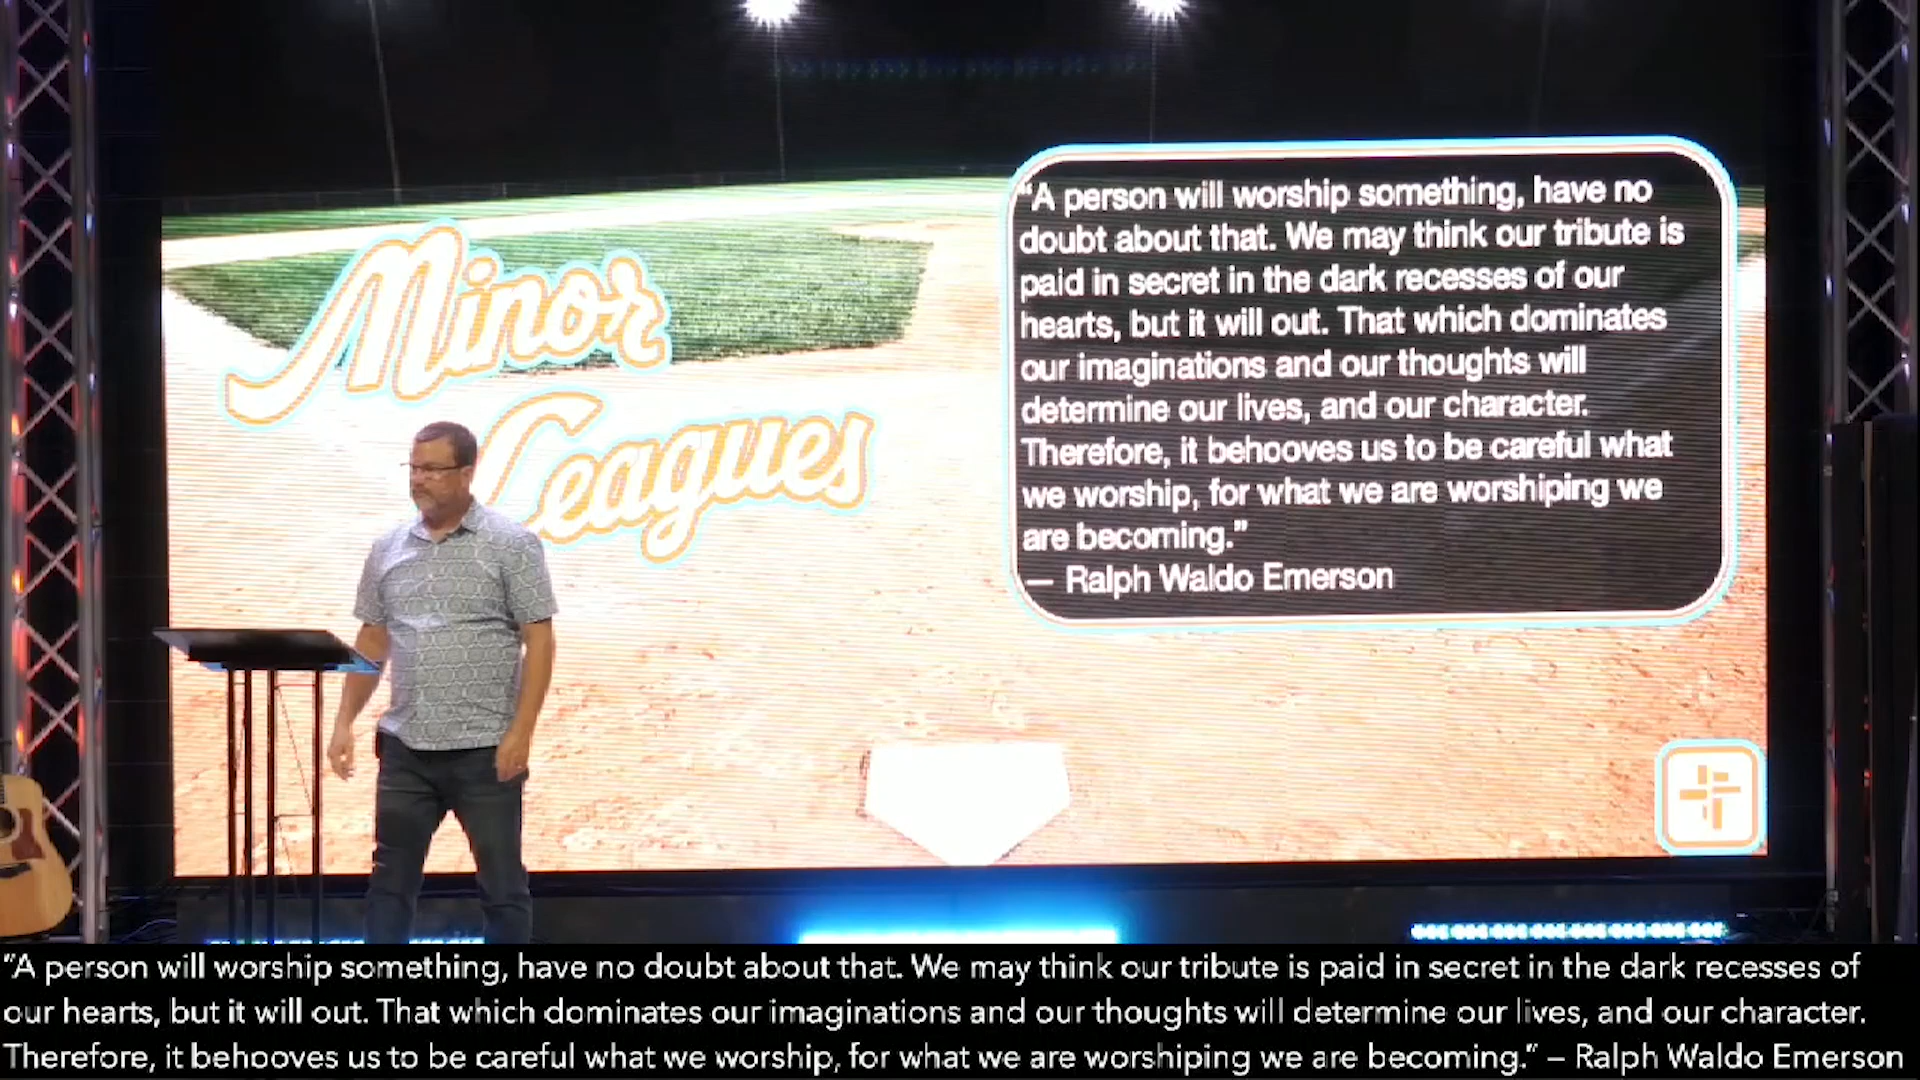 Minor
Leagues
“A person will worship something, have no
doubt about that. We may think our tribute is
paid in secret in the dark recesses of our
hearts, but it will out. That which dominates
our imaginations and our thoughts will
determine our lives, and our character.
Therefore, it behooves us to be careful what
we worship, for what we are worshiping we
are becoming.”
— Ralph Waldo Emerson
“A person will worship something, have no doubt about that. We may think our tribute is paid in secret in the dark recesses of
our hearts, but it will out. That which dominates our imaginations and our thoughts will determine our lives, and our character.
Therefore, it behooves us to be careful what we worship, for what we are worshiping we are becoming.” – Ralph Waldo Emerson